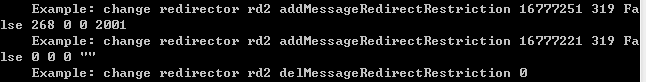 Example: change redirector rd2 addMessageRedirectRestriction 16777251 319 Fa
lse 268 0 0 2001
Example: change redirector rd2 addMessageRedirectRestriction 16777221 319 Fa
lse 0 0 0 ""
Example: change redirector rd2 delMessageRedirectRestriction 0